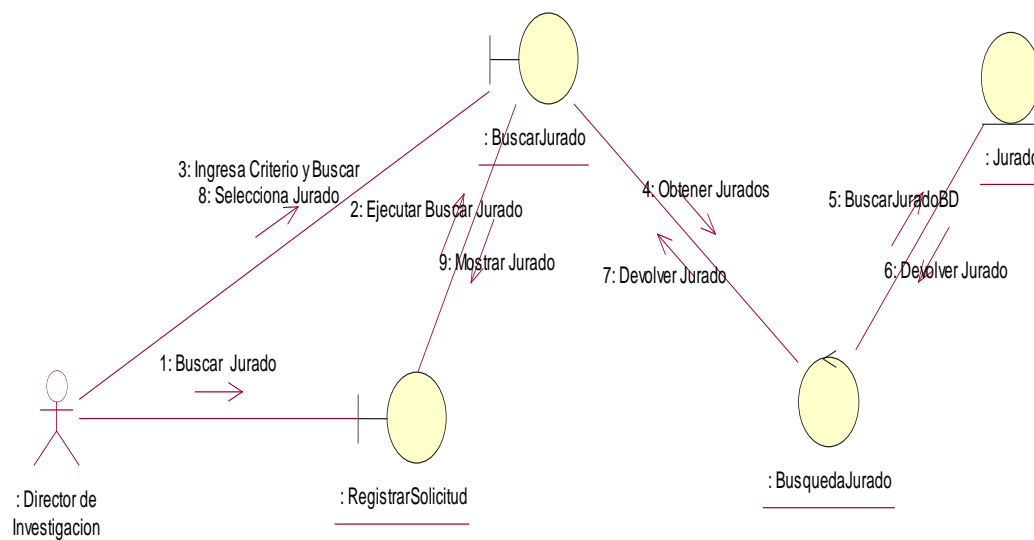 : BuscarJurado
: Jurado
3: Ingresa Criterio y Buscar
8: Selecciona Jurado
2: Ejecutar Buscar Jurado
4: Obtener Jurados
5: BuscarJuradoBD
9: Mostrar Jurado
7: Devolver Jurado
6: Devolver Jurado
1: Buscar Jurado
: Director de
Investigacion
: RegistrarSolicitud
: BusquedaJurado